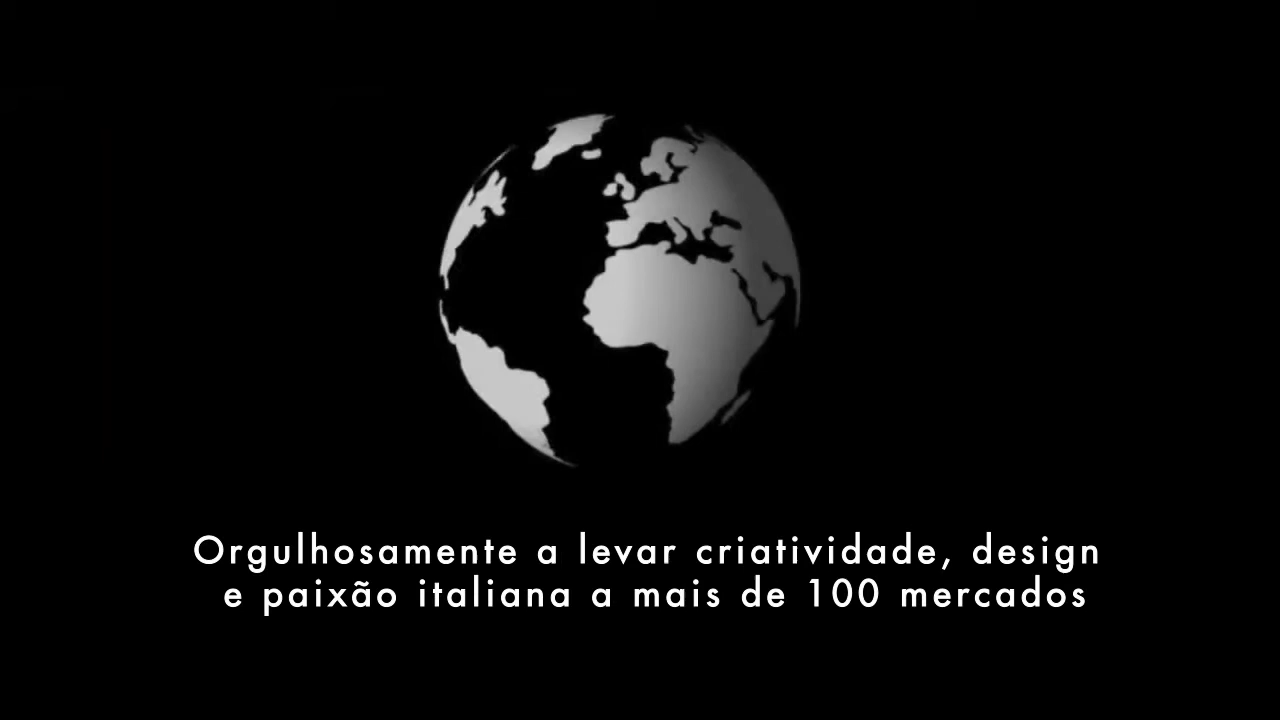 Orgulhosamente a levar criatividade, design
e paixão italiana a mais de 100 mercados